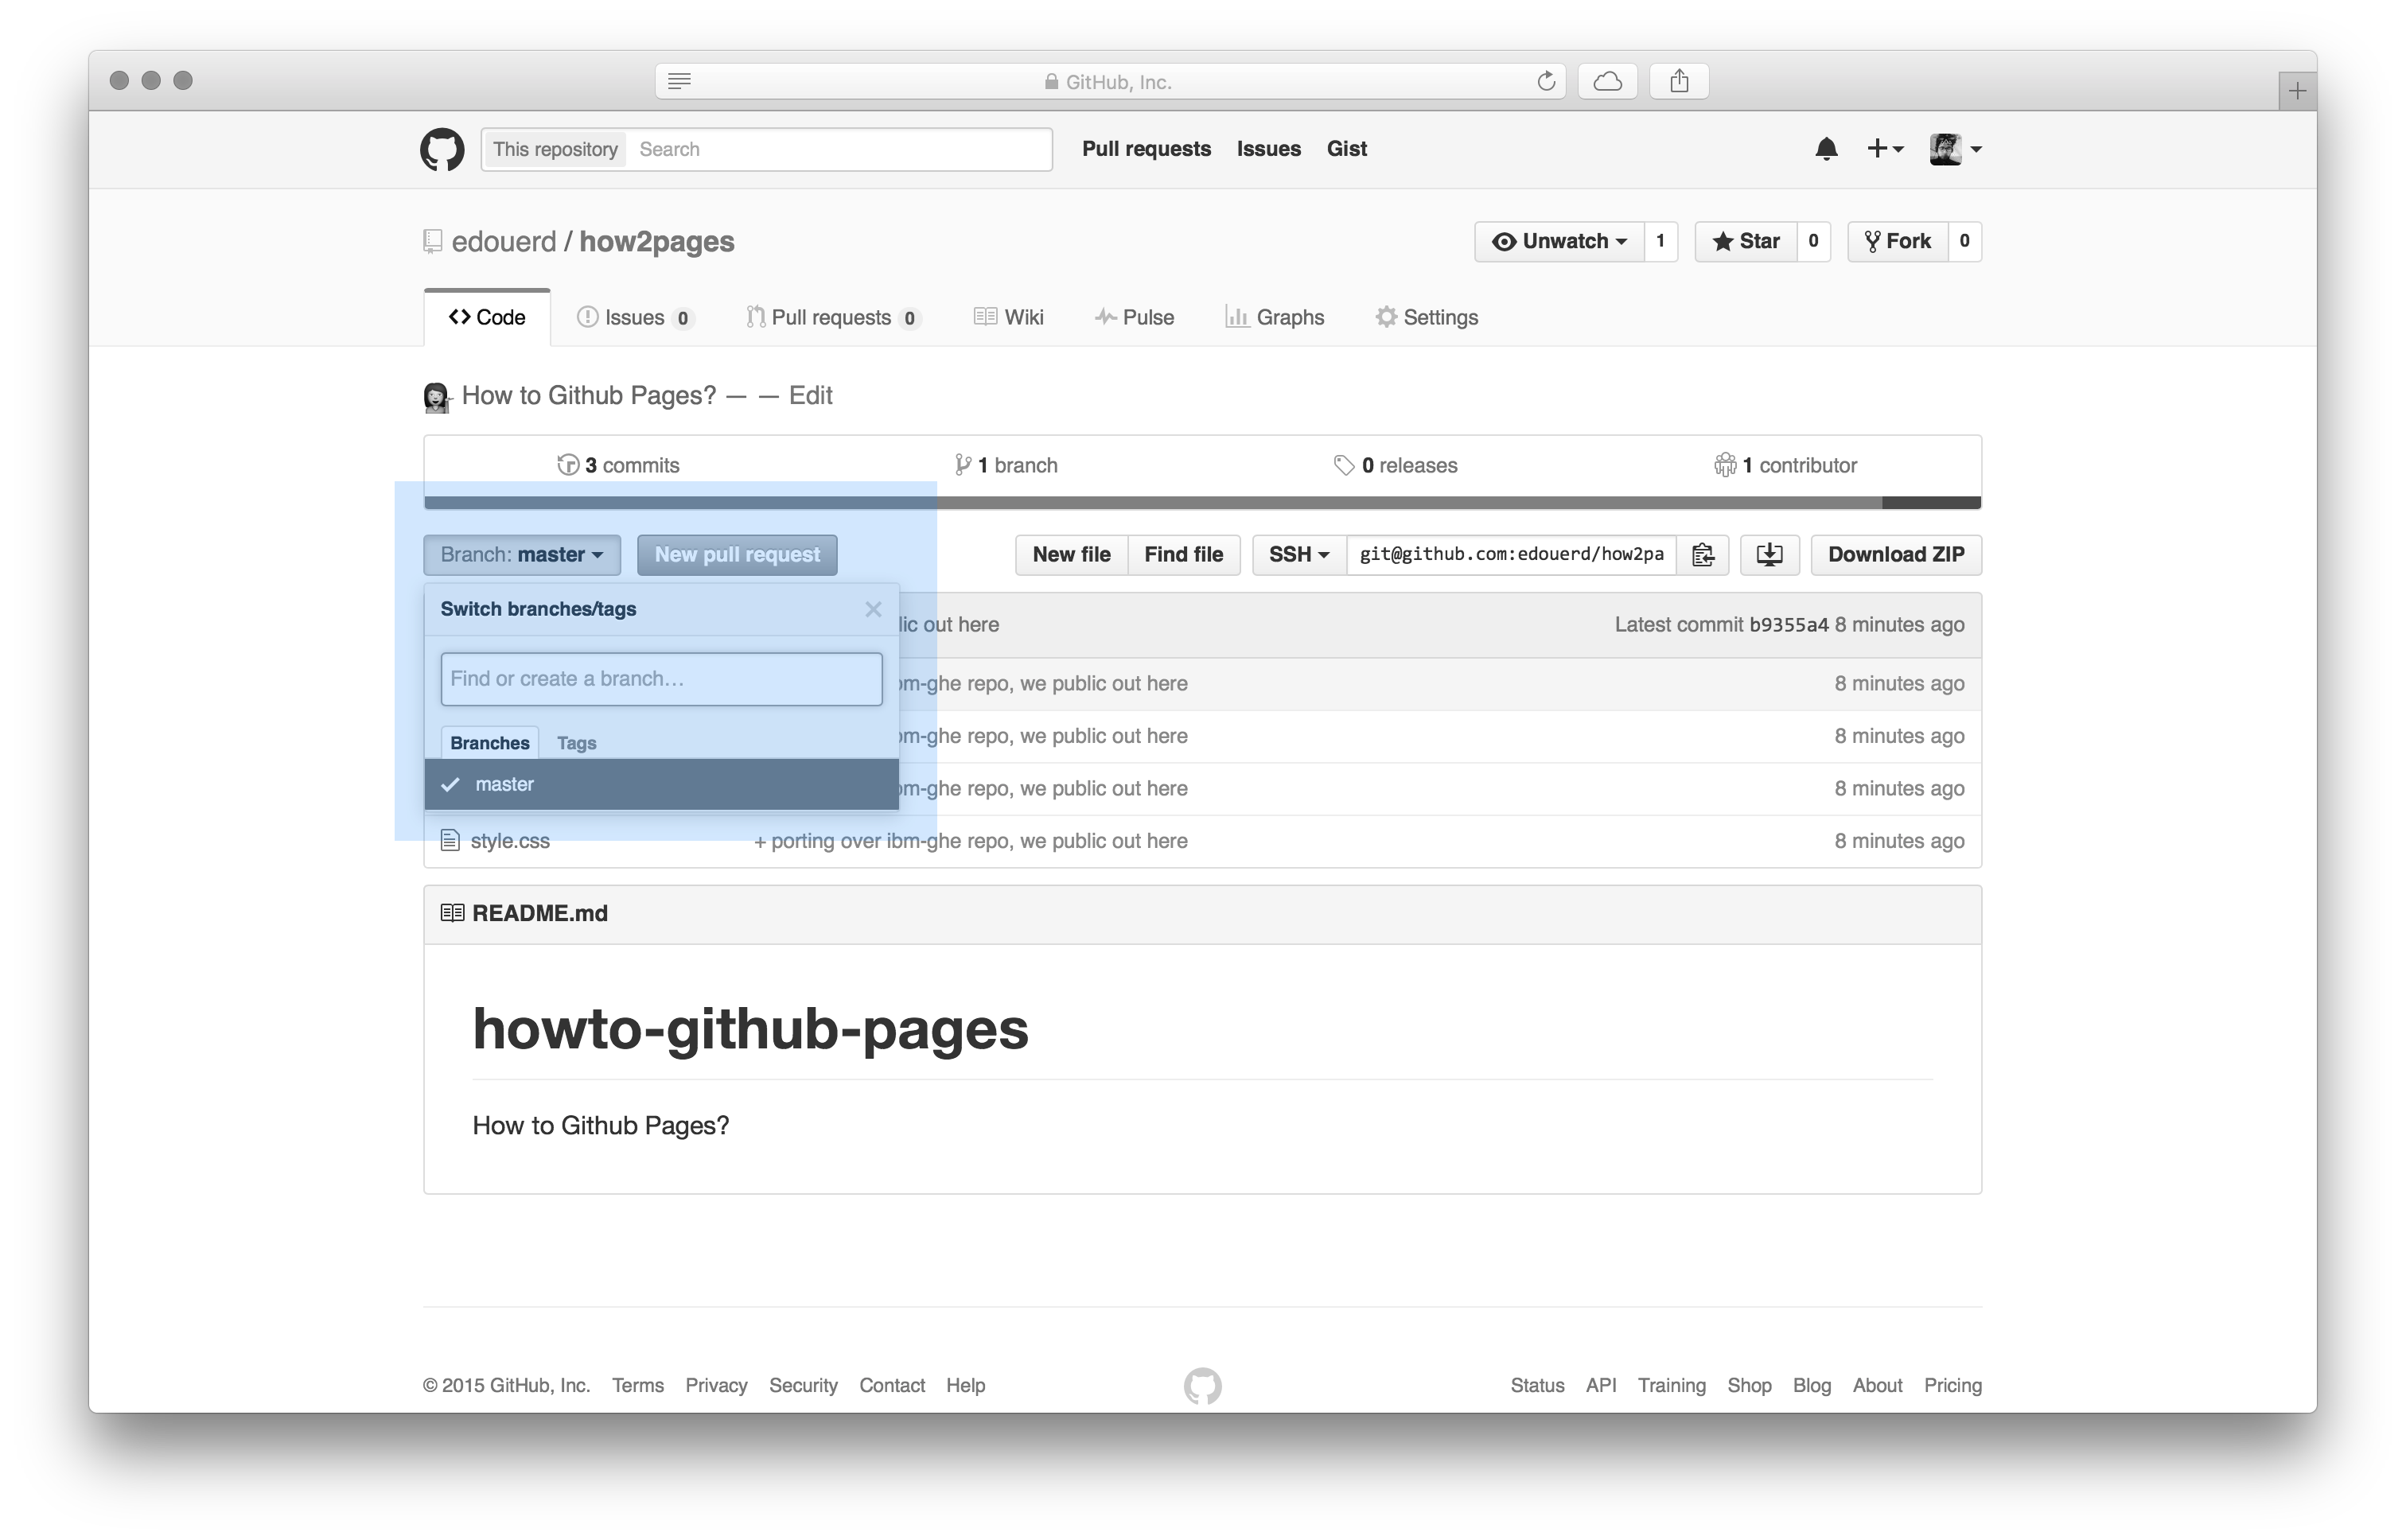 GitHub, Inc.
This repository Search Pull requests Issues Gist
edouerd / how2pages Unwatch 1 Star 0 Fork 0
Code Issues 0 Pull requests 0 Wiki Pulse Graphs Settings
How to Github Pages? — — Edit
3 commits 1 branch 0 releases 1 contributor
Branch: master New pull request New file Find file SSH git@github.com:edouerd/how2pa Download ZIP
Switch branches/tags
out here Latest commit b9355a4 8 minutes ago
Find or create a branch…
repo, we public out here 8 minutes ago
Branches Tags
repo, we public out here 8 minutes ago
master
repo, we public out here 8 minutes ago
style.css + porting over ibm-ghe repo, we public out here 8 minutes ago
README.md
howto-github-pages
How to Github Pages?
© 2015 GitHub, Inc. Terms Privacy Security Contact Help Status API Training Shop Blog About Pricing